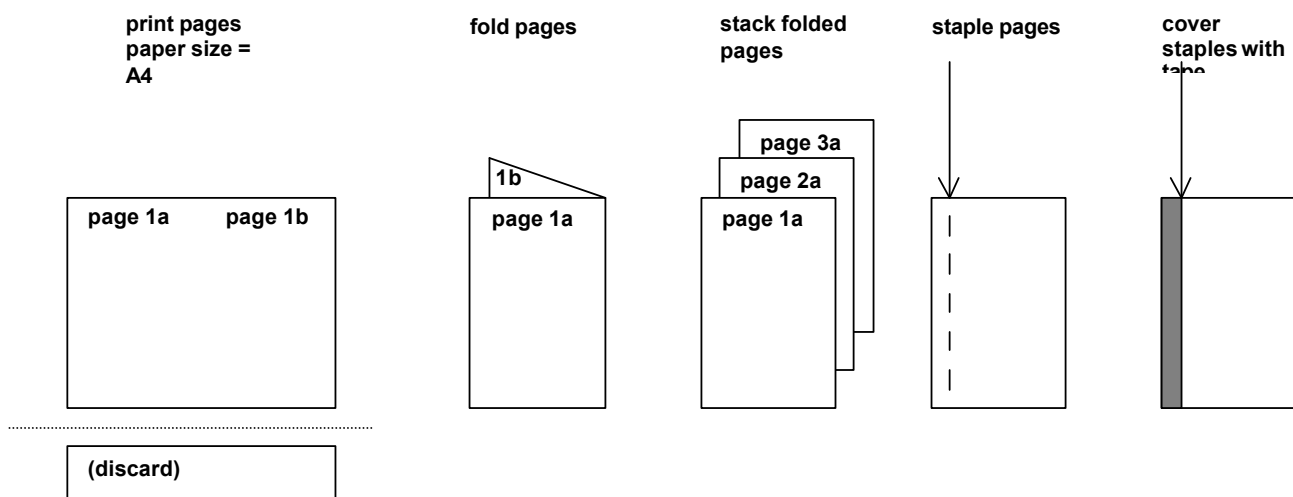 print pages
paper size =
A4
fold pages
stack folded
pages
staple pages
cover
staples with
tape
page 1a page 1b
1b
page 1a
page 3a
page 2a
page 1a
(discard)